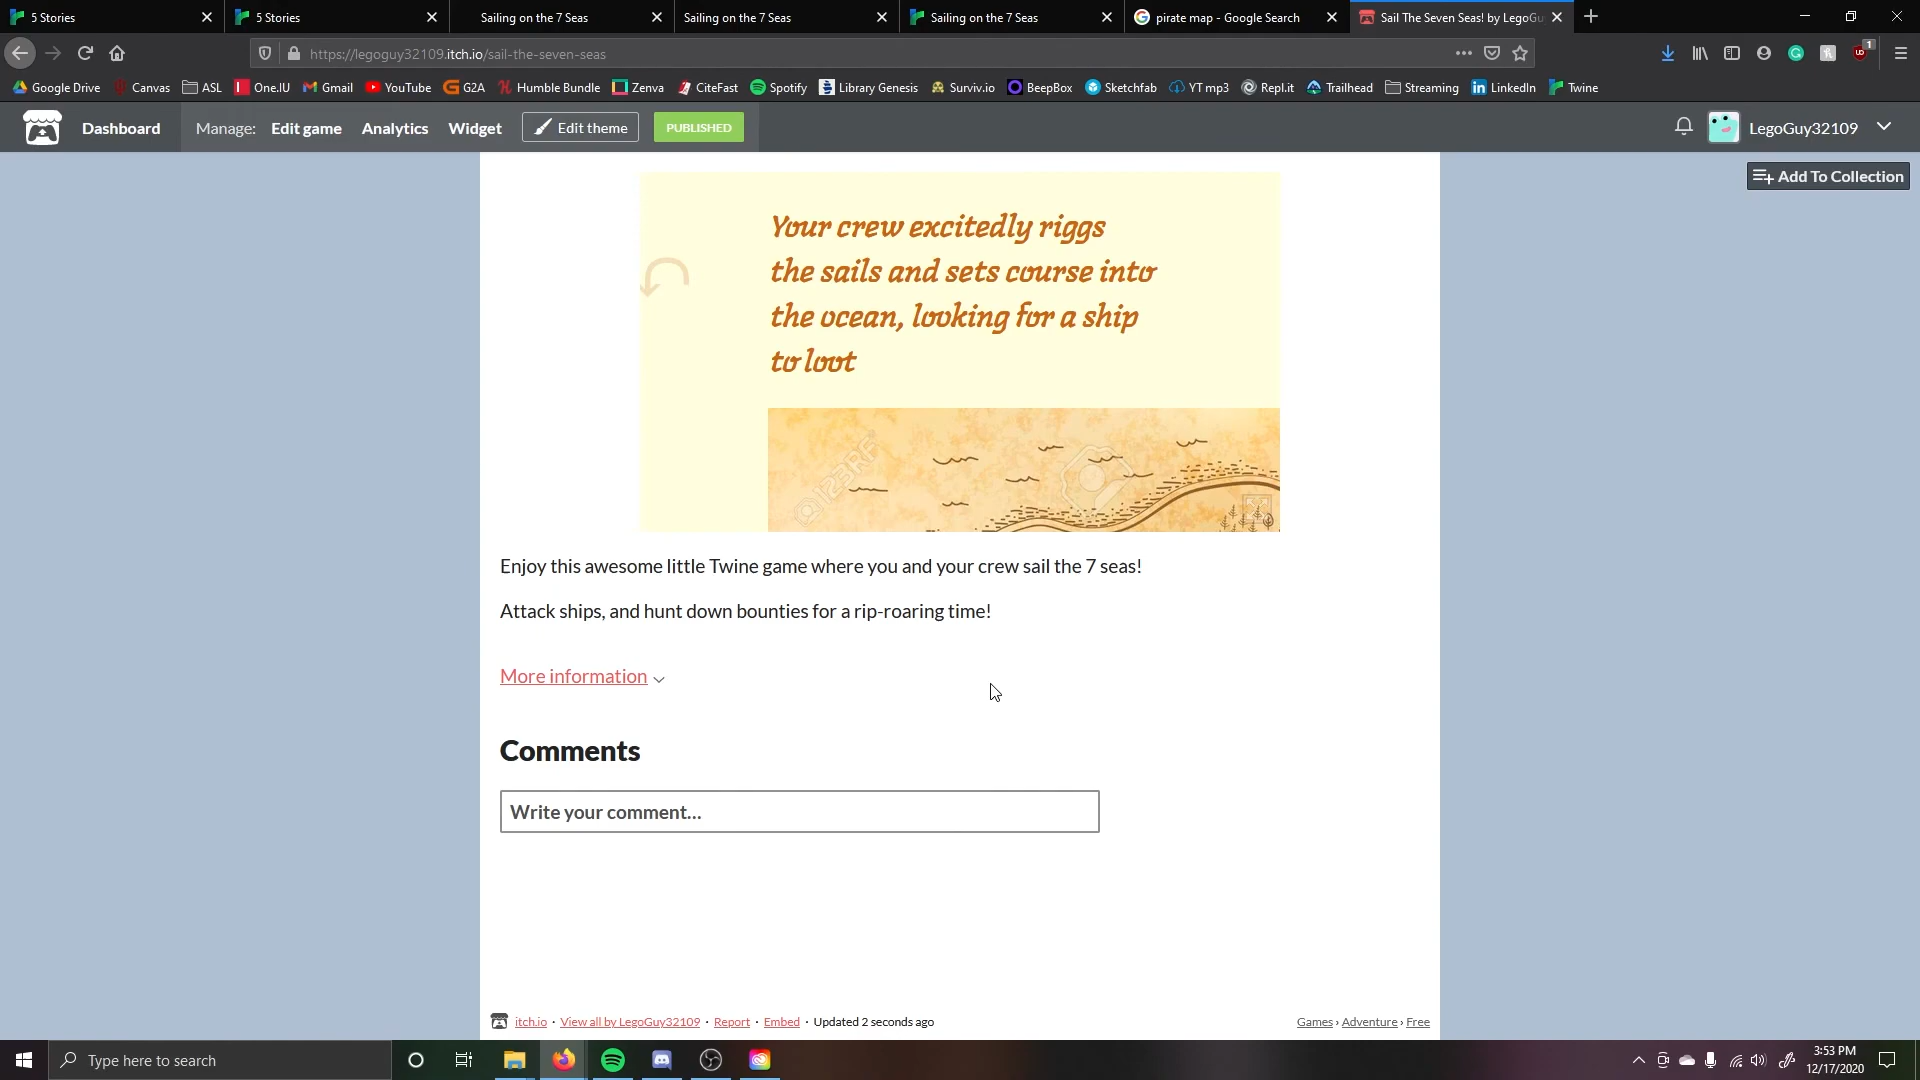 5 Stories
5 Stories
Sailing on the 7 Seas
Sailing on the 7 Seas
Sailing on the 7 Seas
pirate map - Google Search
Sail The Seven Seas! by LegoGu
https://legoguy32109.itch.io/sail-the-seven-seas
1
Google Drive
Canvas
ASL
One.IU
Gmail
YouTube
G2A
Humble Bundle
Zenva
CiteFast
Spotify
Library Genesis
Surviv.io
BeepBox
Sketchfab
YT mp3
Repl.it
Trailhead
Streaming
LinkedIn
Twine
Dashboard
Manage:
Edit game
Analytics
Widget
Edit theme
PUBLISHED
LegoGuy32109
Add To Collection
Your crew excitedly riggs
the sails and sets course into
the ocean, looking for a ship
to loot
123RF
Enjoy this awesome little Twine game where you and your crew sail the 7 seas!
Attack ships, and hunt down bounties for a rip-roaring time!
More information
Comments
Write your comment...
itch.io · View all by LegoGuy32109 · Report · Embed · Updated 2 seconds ago
Games › Adventure › Free
Type here to search
3:53 PM
12/17/2020